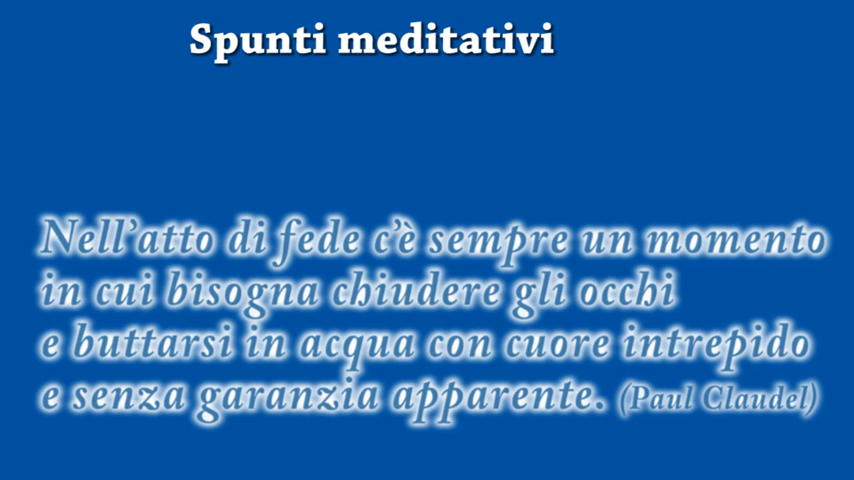 Spunti meditativi
Nell’atto di fede c’è sempre un momento
in cui bisogna chiudere gli occhi
e buttarsi in acqua con cuore intrepido
e senza garanzia apparente. (Paul Claudel)